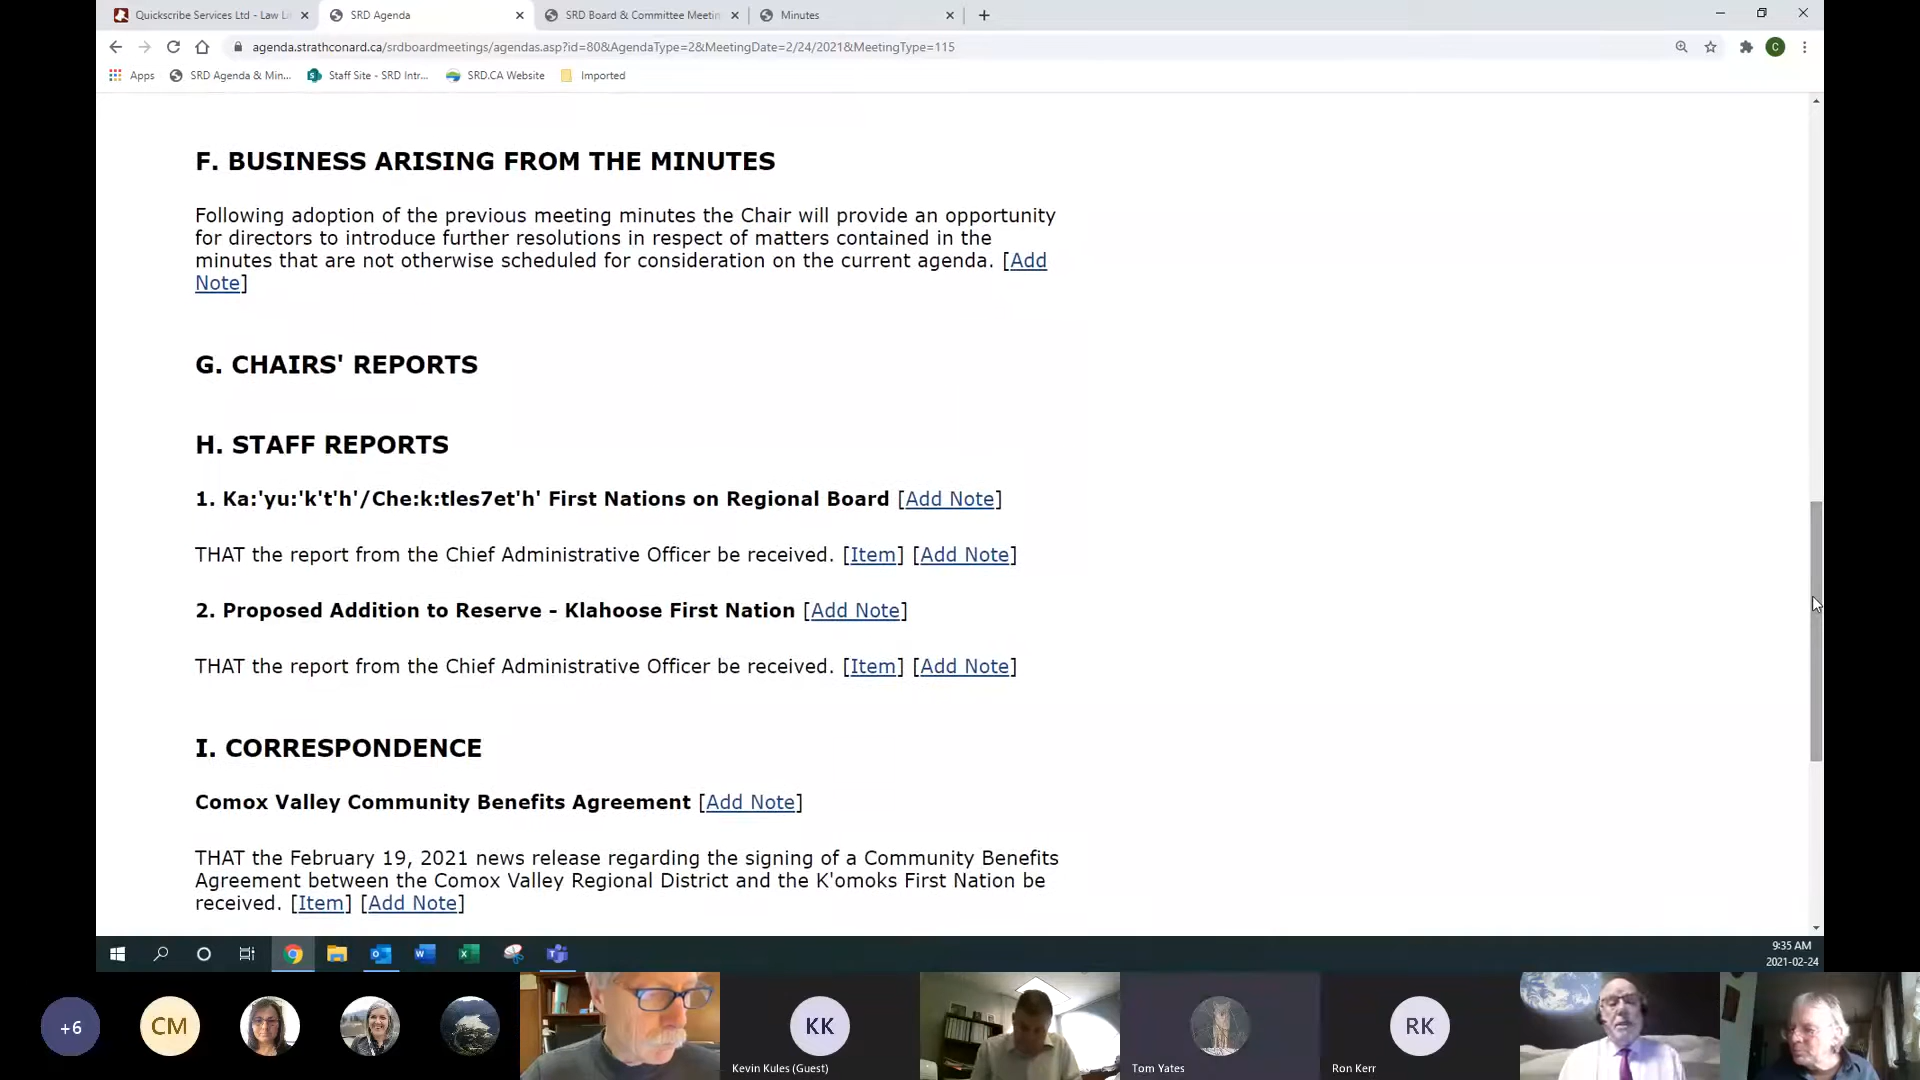 Quickscribe Services Ltd - Law Li
SRD Agenda
SRD Board & Committee Meetin
Minutes
agenda.strathconard.ca/srdboardmeetings/agendas.asp?id=80&AgendaType=2&MeetingDate=2/24/2021&MeetingType=115
C
Apps
SRD Agenda & Min...
Staff Site - SRD Intr...
SRD.CA Website
Imported
F. BUSINESS ARISING FROM THE MINUTES
Following adoption of the previous meeting minutes the Chair will provide an opportunity
for directors to introduce further resolutions in respect of matters contained in the
minutes that are not otherwise scheduled for consideration on the current agenda. [Add
Note]
G. CHAIRS' REPORTS
H. STAFF REPORTS
1. Ka:'yu:'k't'h'/Che:k:tles7et'h' First Nations on Regional Board [Add Note]
THAT the report from the Chief Administrative Officer be received. [Item] [Add Note]
2. Proposed Addition to Reserve - Klahoose First Nation [Add Note]
THAT the report from the Chief Administrative Officer be received. [Item] [Add Note]
I. CORRESPONDENCE
Comox Valley Community Benefits Agreement [Add Note]
THAT the February 19, 2021 news release regarding the signing of a Community Benefits
Agreement between the Comox Valley Regional District and the K'omoks First Nation be
received. [Item] [Add Note]
9:35 AM
2021-02-24
+6
CM
KK
Kevin Kules (Guest)
Tom Yates
RK
Ron Kerr